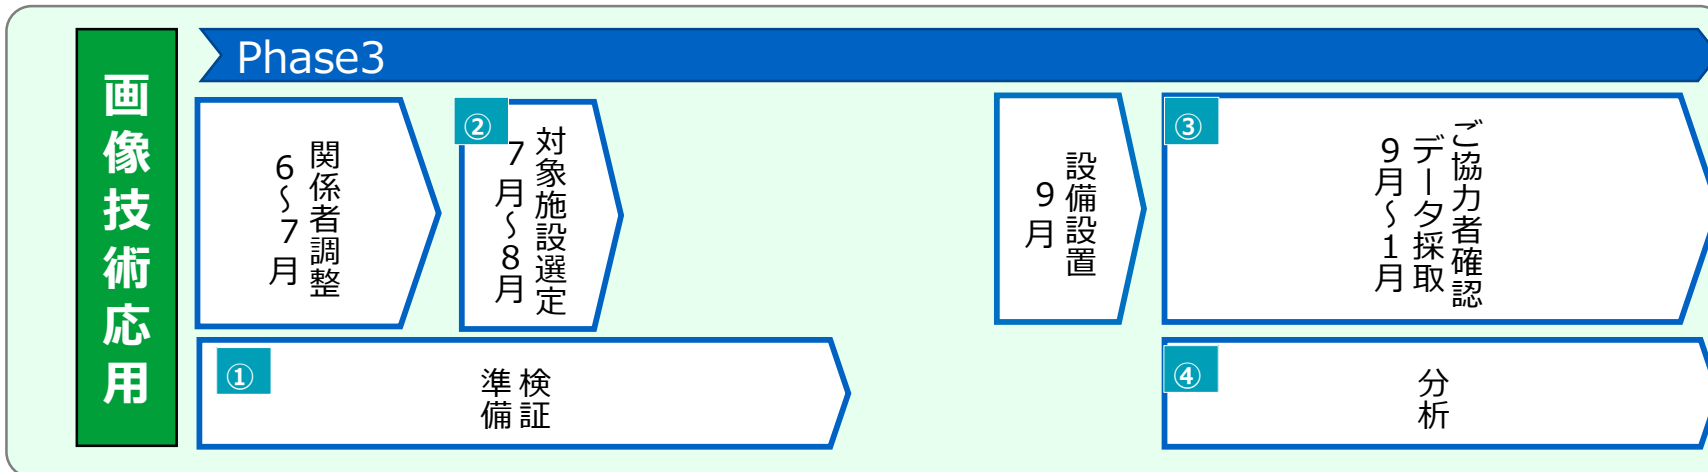 画像技術応用
Phase3
関係者調整
6～7月
②
対象施設選定
7月～8月
設備設置
9月
③
ご協力者確認
データ採取
9月～1月
①
検証
準備
④
分析